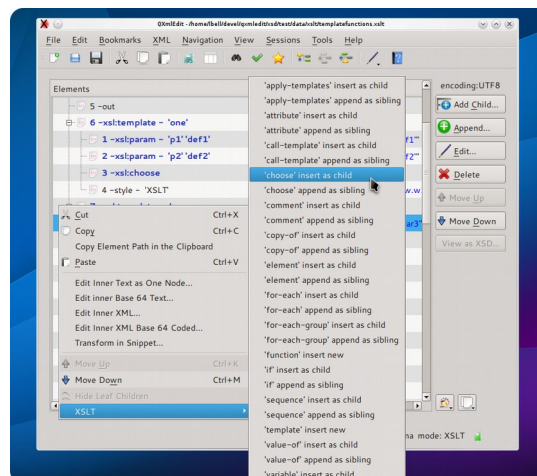 QXmlEdit - /home/lbell/devel/qxmledit/xsd/test/data/xslt/templatefunctions.xslt
File Edit Bookmarks XML Navigation View Sessions Tools Help
Elements
5 -out
6 -xsl:template - 'one'
1 -xsl:param - 'p1''def1'
2 -xsl:param - 'p2''def2'
3 -xsl:choose
4 -style - 'XSLT'
Cut Ctrl+X
Copy Ctrl+C
Copy Element Path in the Clipboard
Paste Ctrl+V
Edit Inner Text as One Node...
Edit inner Base 64 Text...
Edit Inner XML...
Edit Inner XML Base 64 Coded...
Transform in Snippet...
Move Up Ctrl+K
Move Down Ctrl+M
Hide Leaf Children
XSLT
'apply-templates' insert as child
'apply-templates' append as sibling
'attribute' insert as child
'attribute' append as sibling
'call-template' insert as child
'call-template' append as sibling
'choose' insert as child
'choose' append as sibling
'comment' insert as child
'comment' append as sibling
'copy-of' insert as child
'copy-of' append as sibling
'element' insert as child
'element' append as sibling
'for-each' insert as child
'for-each' append as sibling
'for-each-group' insert as child
'for-each-group' append as sibling
'function' insert new
'if' insert as child
'if' append as sibling
'sequence' insert as child
'sequence' append as sibling
'template' insert new
'value-of' insert as child
'value-of' append as sibling
'variable' insert as child
f1'"
f2'"
w.w
ar3"
encoding:UTF8
Add Child...
Append...
Edit...
Delete
Move Up
Move Down
View as XSD...
na mode: XSLT